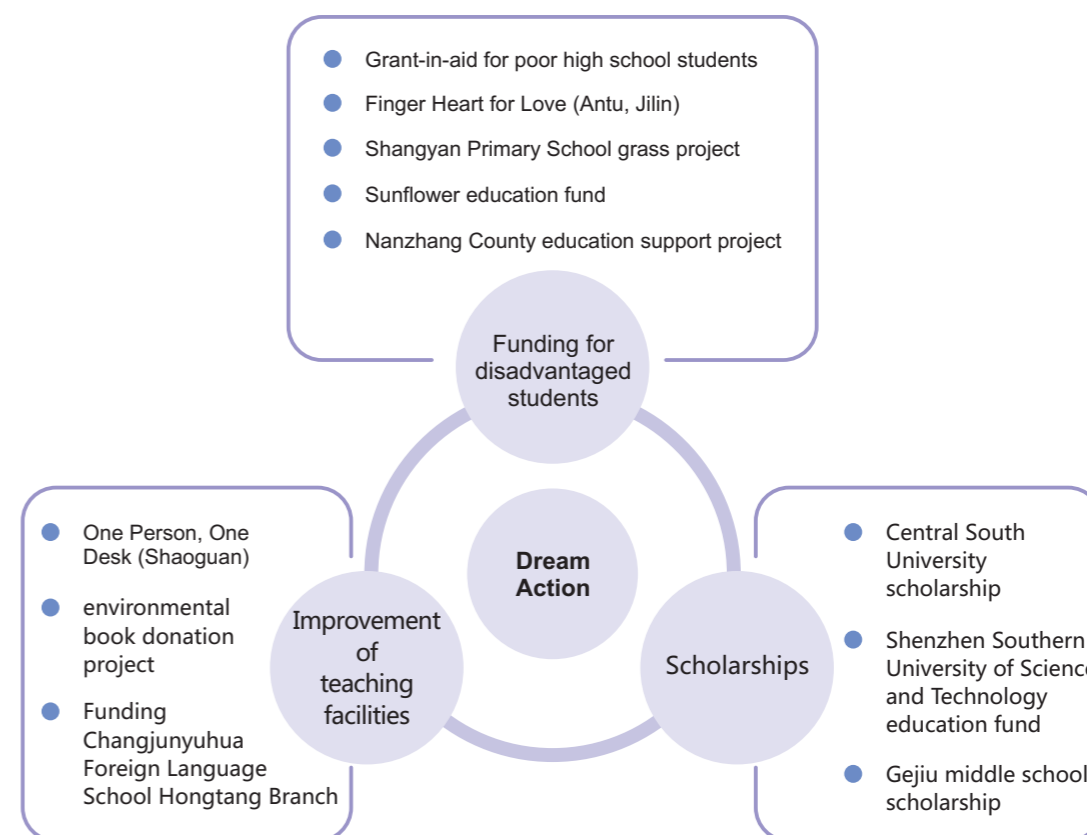 Grant-in-aid for poor high school students
Finger Heart for Love (Antu, Jilin)
Shangyan Primary School grass project
Sunflower education fund
Nanzhang County education support project
Funding for
disadvantaged
students
Dream
Action
Improvement
of
teaching
facilities
Scholarships
One Person, One
Desk (Shaoguan)
environmental
book donation
project
Funding
Changjunyuhua
Foreign Language
School Hongtang Branch
Central South
University
scholarship
Shenzhen Southern
University of Science
and Technology
education fund
Gejiu middle school
scholarship